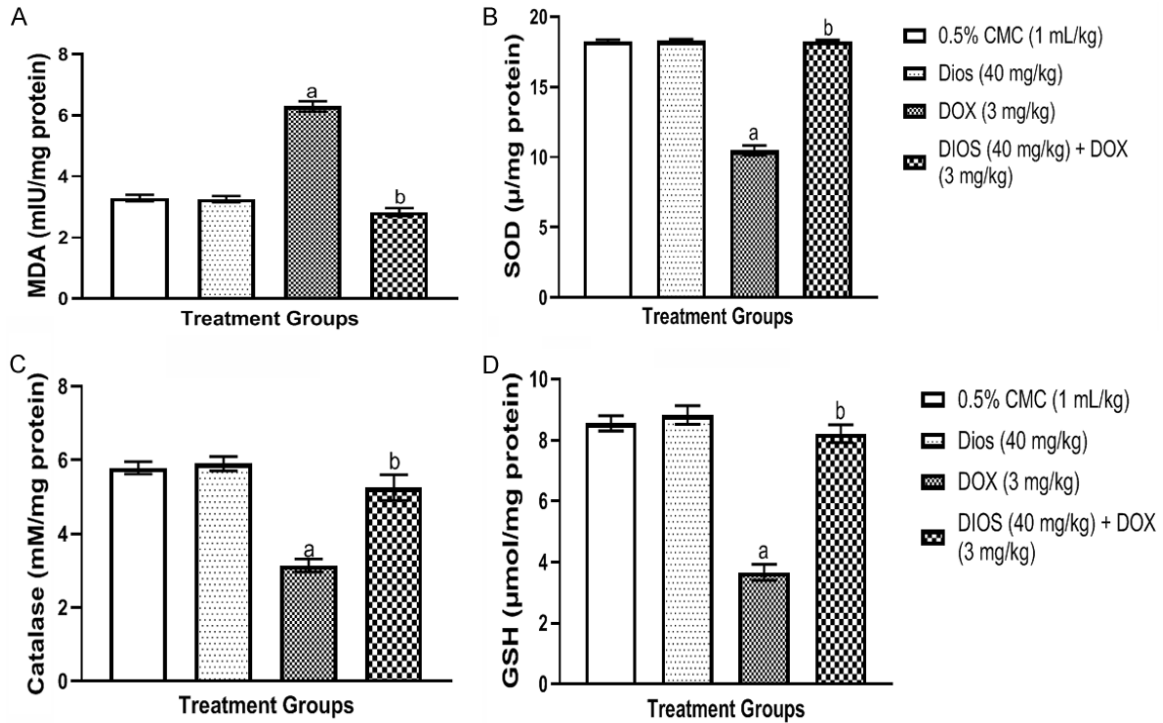 A
MDA (mIU/mg protein)
8
6
4
2
0
a
b
Treatment Groups
B
SOD (µ/mg protein)
20
15
10
5
0
a
b
Treatment Groups
0.5% CMC (1 mL/kg)
Dios (40 mg/kg)
DOX (3 mg/kg)
DIOS (40 mg/kg) + DOX
(3 mg/kg)
C
Catalase (mM/mg protein)
8
6
4
2
0
a
b
Treatment Groups
D
GSH (µmol/mg protein)
10
8
6
4
2
0
a
b
Treatment Groups
0.5% CMC (1 mL/kg)
Dios (40 mg/kg)
DOX (3 mg/kg)
DIOS (40 mg/kg) + DOX
(3 mg/kg)